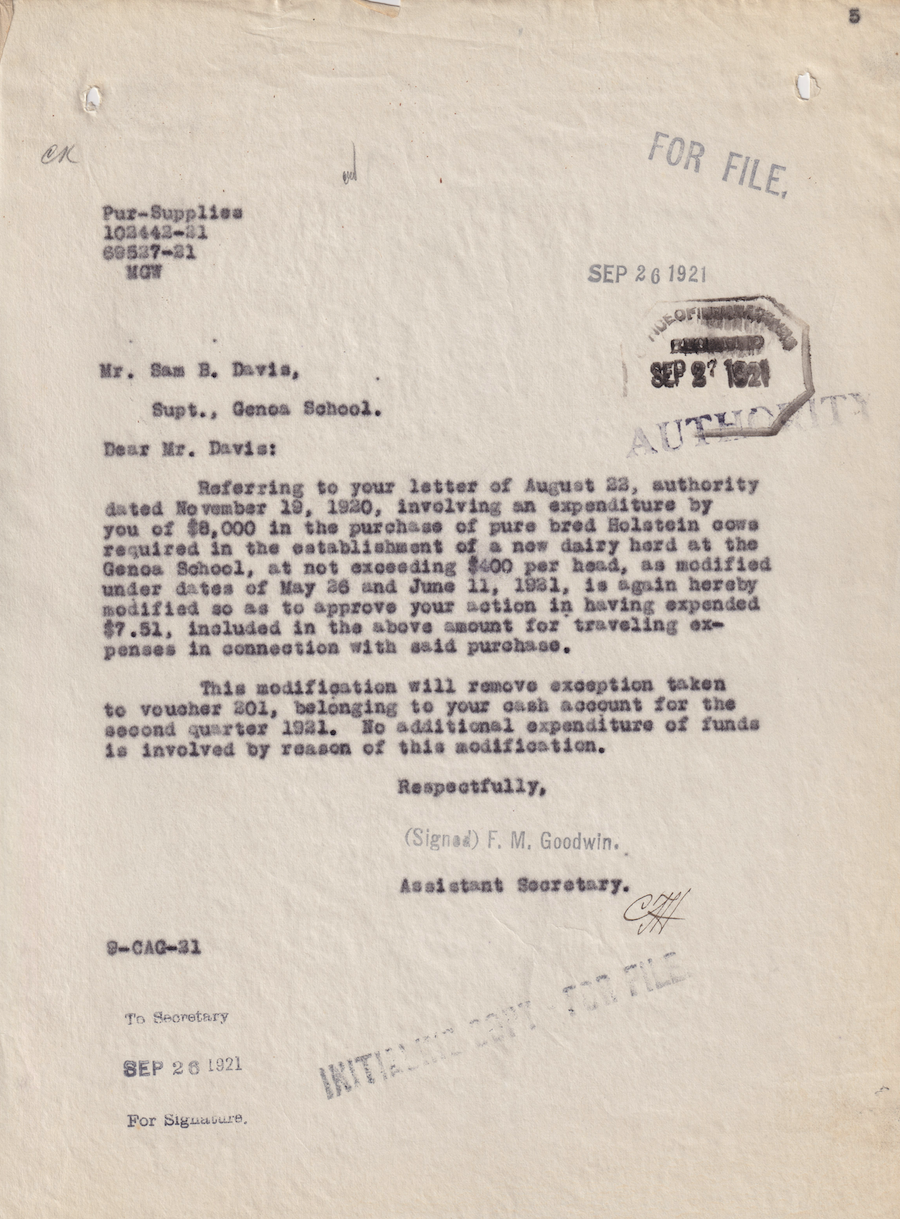 5
CK
FOR FILE.
Pur-Supplies
102442-21
69527-21
MGW
SEP 26 1921
SEP 27 1921
AUTHORITY
Mr. Sam B. Davis,
Supt., Genoa School.
Dear Mr. Davis:
Referring to your letter of August 22, authority
dated November 19, 1920, involving an expenditure by
you of $8,000 in the purchase of pure bred Holstein cows
required in the establishment of a new dairy herd at the
Genoa School, at not exceeding $400 per head, as modified
under dates of May 26 and June 11, 1921, is again hereby
modified so as to approve your action in having expended
$7.51, included in the above amount for traveling ex-
penses in connection with said purchase.
This modification will remove exception taken
to voucher 201, belonging to your cash account for the
second quarter 1921. No additional expenditure of funds
is involved by reason of this modification.
Respectfully,
(Signed) F. M. Goodwin.
Assistant Secretary.
9-CAG-21
To Secretary
SEP 26 1921
For Signature.
INITIALING COPY - FOR FILE.